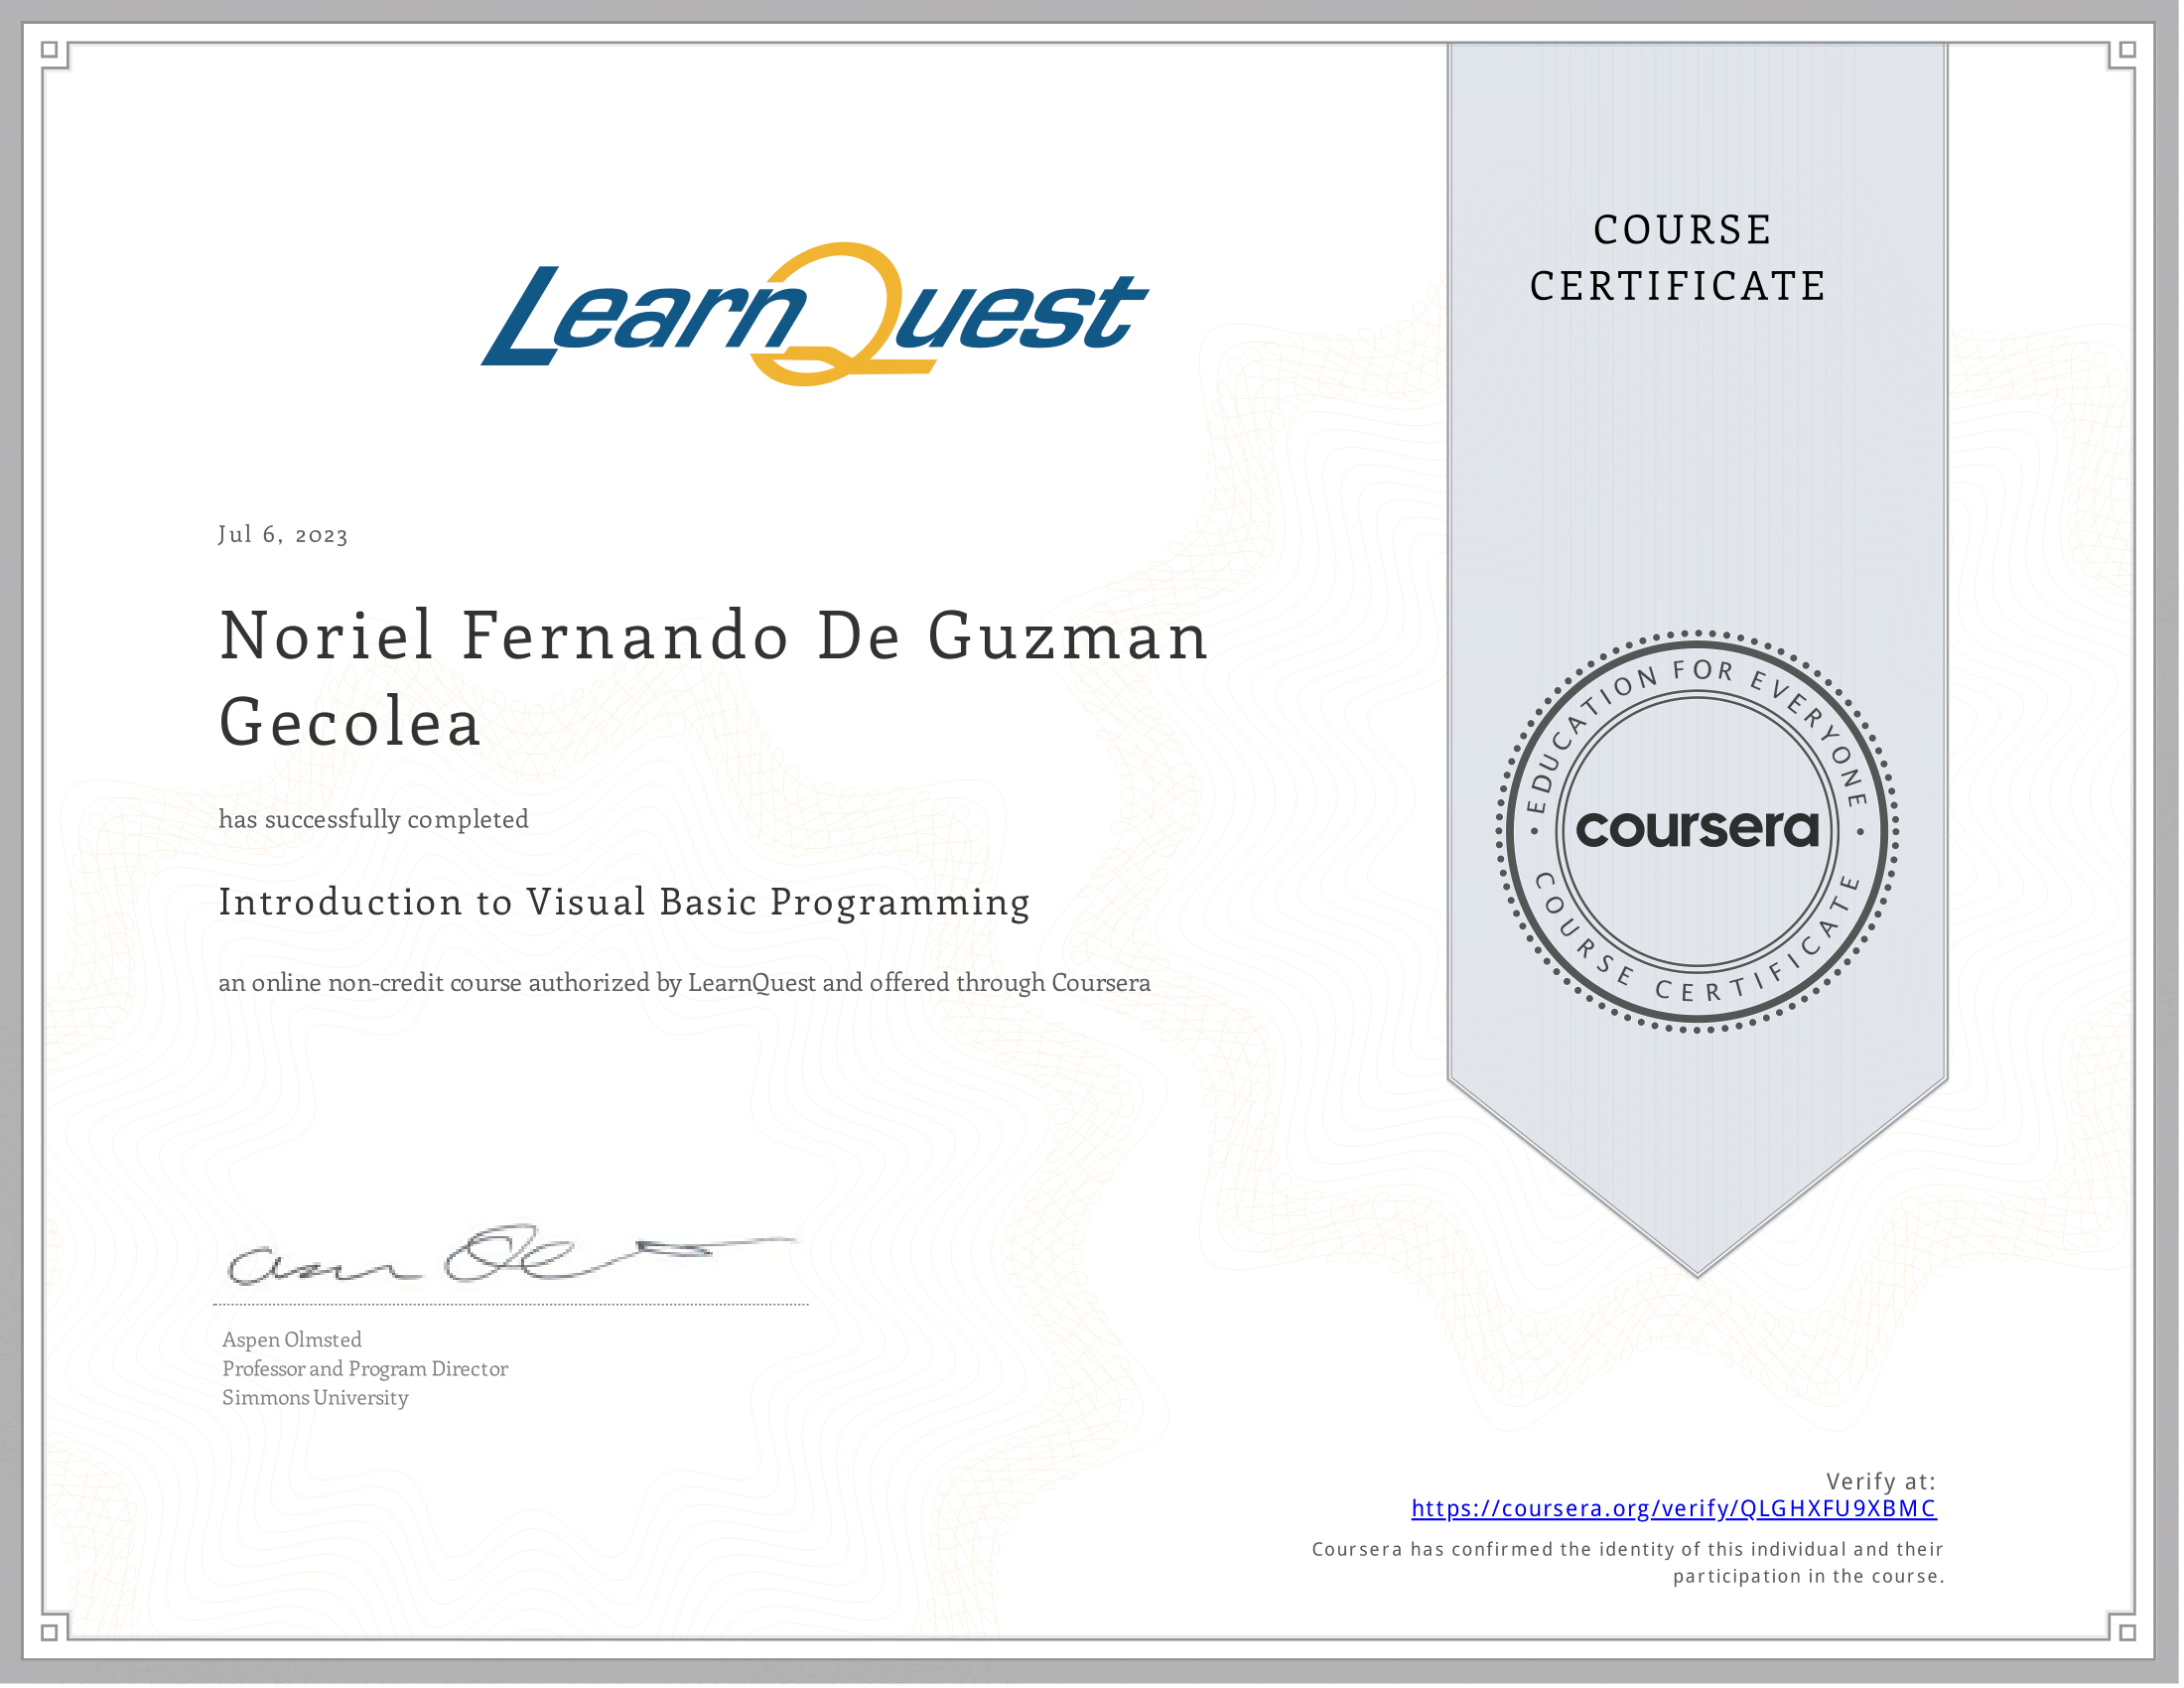 LearnQuest
COURSE
CERTIFICATE
Jul 6, 2023
Noriel Fernando De Guzman
Gecolea
has successfully completed
Introduction to Visual Basic Programming
an online non-credit course authorized by LearnQuest and offered through Coursera
EDUCATION FOR EVERYONE
coursera
COURSE CERTIFICATE
Aspen Olmsted
Professor and Program Director
Simmons University
Verify at:
https://coursera.org/verify/QLGHXFU9XBMC
Coursera has confirmed the identity of this individual and their
participation in the course.